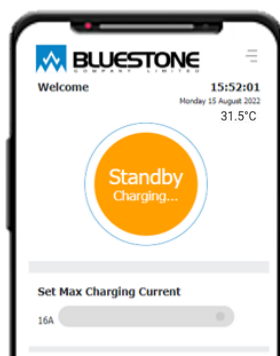 BLUESTONE
COMPANY LIMITED
Welcome
15:52:01
Monday 15 August 2022
31.5°C
Standby
Charging...
Set Max Charging Current
16A